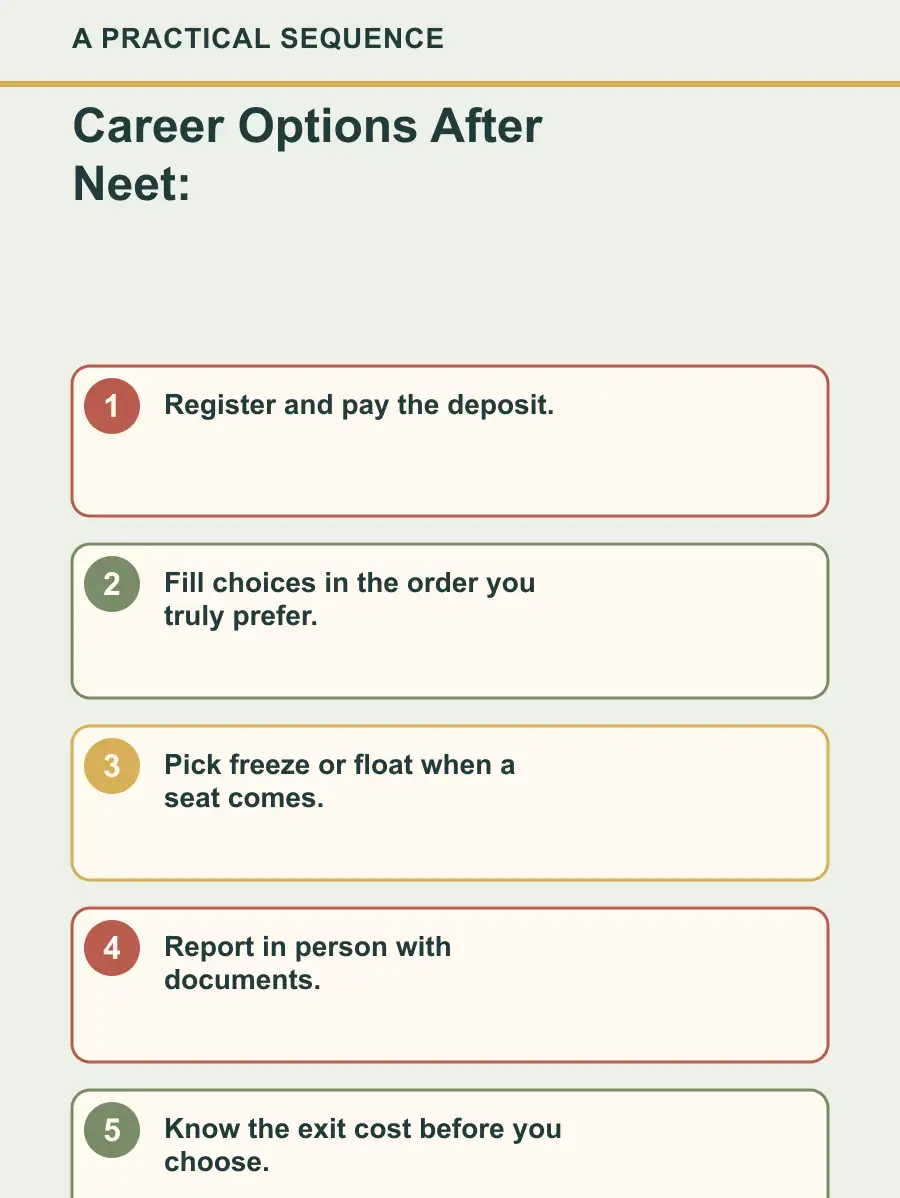 A PRACTICAL SEQUENCE
Career Options After
Neet:
1
Register and pay the deposit.
2
Fill choices in the order you
truly prefer.
3
Pick freeze or float when a
seat comes.
4
Report in person with
documents.
5
Know the exit cost before you
choose.